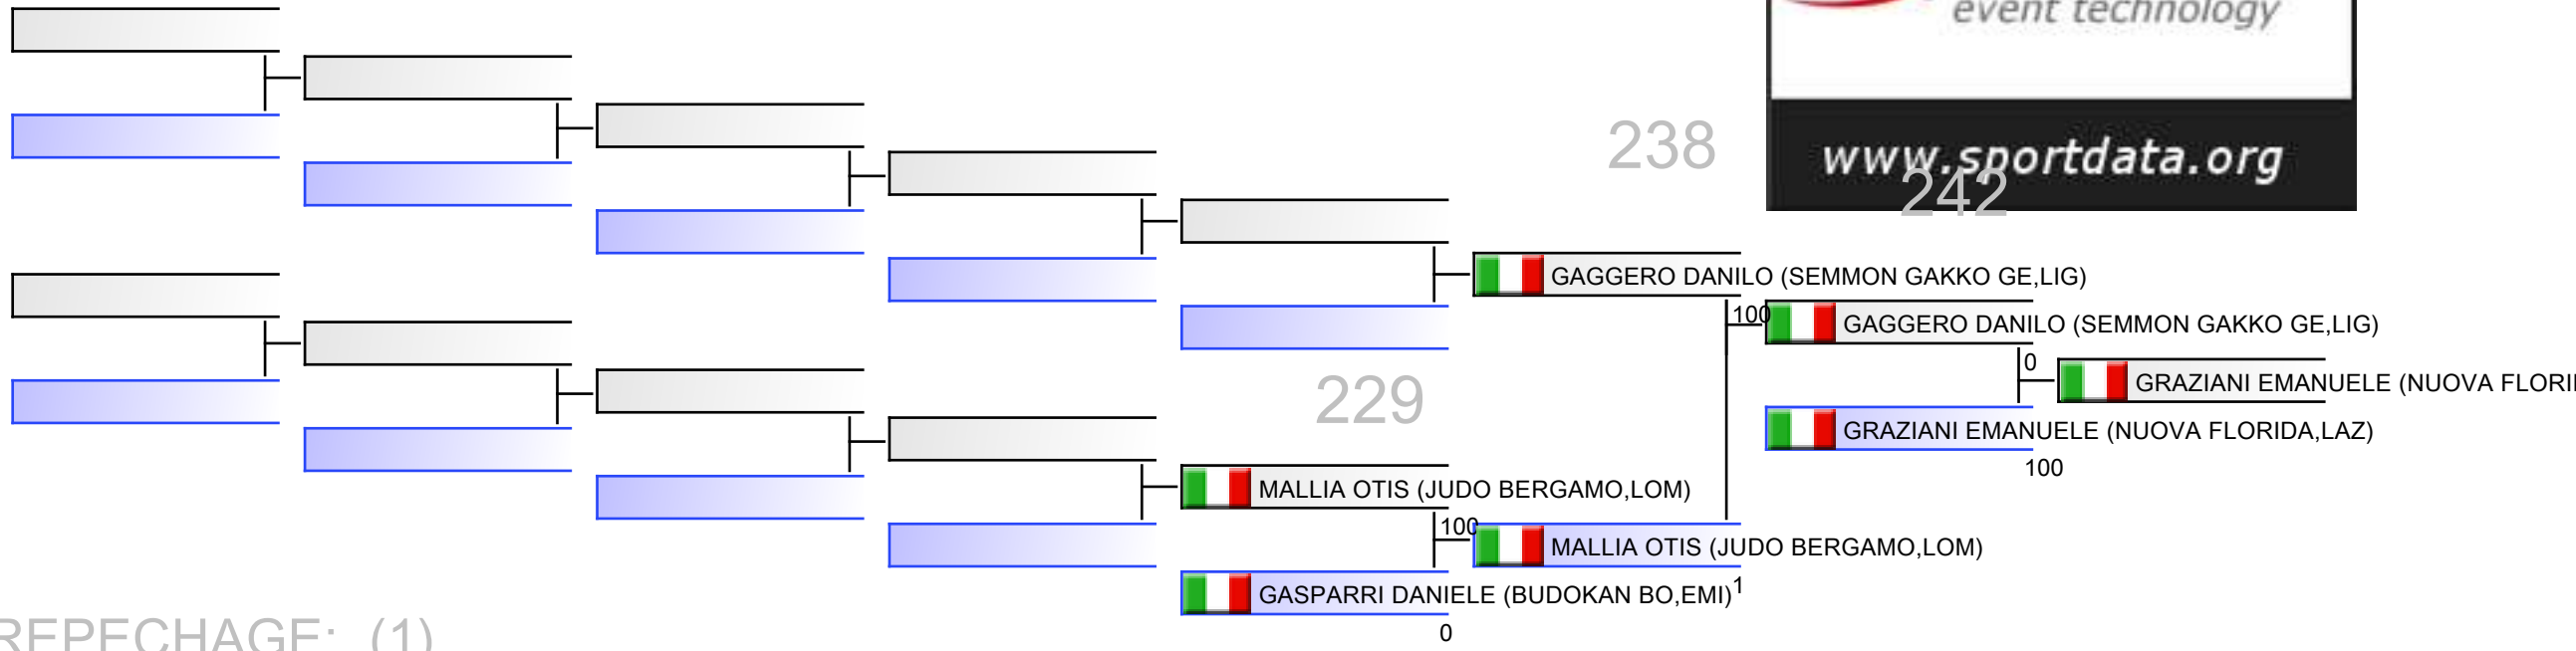 event technology
238
www.sportdata.org
242
GAGGERO DANILO (SEMMON GAKKO GE,LIG)
100
GAGGERO DANILO (SEMMON GAKKO GE,LIG)
0
GRAZIANI EMANUELE (NUOVA FLORI
229
GRAZIANI EMANUELE (NUOVA FLORIDA,LAZ)
100
MALLIA OTIS (JUDO BERGAMO,LOM)
100
MALLIA OTIS (JUDO BERGAMO,LOM)
1
GASPARRI DANIELE (BUDOKAN BO,EMI)
0
REPECHAGE: (1)